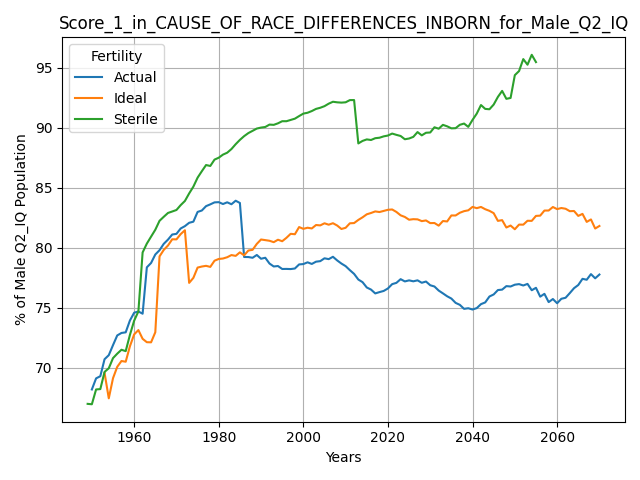 Score_1_in_CAUSE_OF_RACE_DIFFERENCES_INBORN_for_Male_Q2_IQ
Fertility
Actual
Ideal
Sterile
% of Male Q2_IQ Population
95
90
85
80
75
70
1960
1980
2000
2020
2040
2060
Years